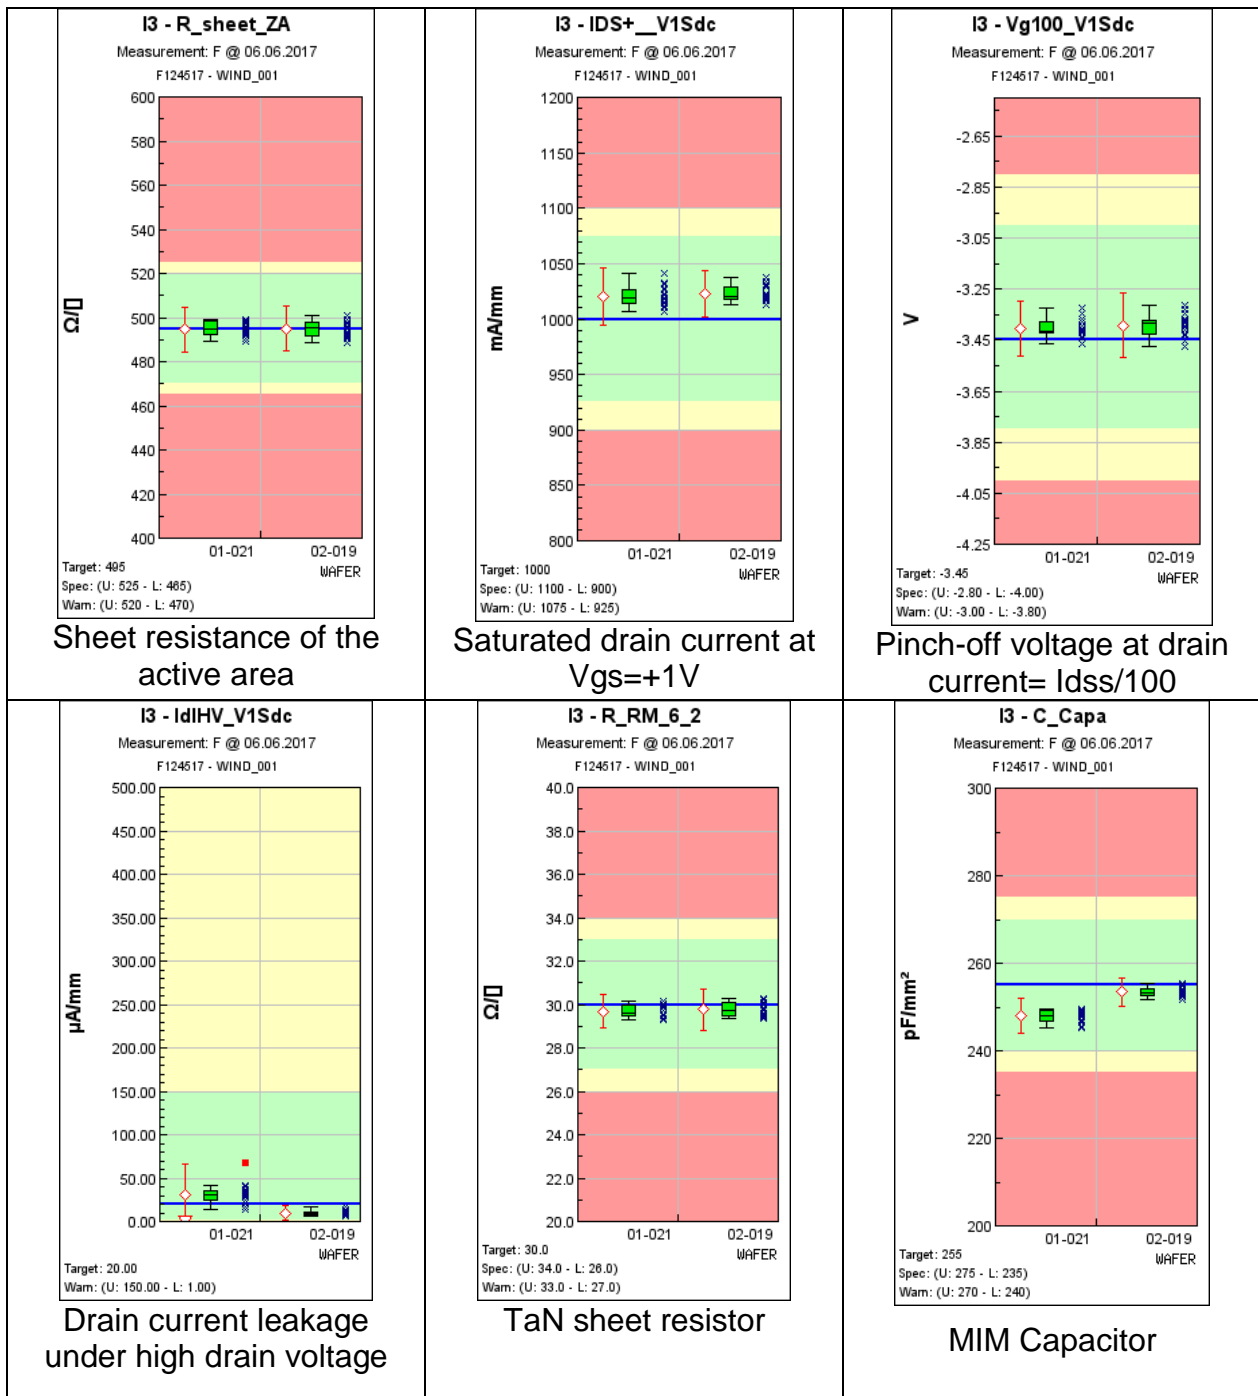 I3 - R_sheet_ZA
Measurement: F @ 06.06.2017
F124517 - WIND_001
600
580
560
540
520
500
480
460
440
420
400
Ω/[]
01-021
02-019
WAFER
Target: 495
Spec: (U: 525 - L: 465)
Warn: (U: 520 - L: 470)
Sheet resistance of the
active area
I3 - IDS+__V1Sdc
Measurement: F @ 06.06.2017
F124517 - WIND_001
1200
1150
1100
1050
1000
950
900
850
800
mA/mm
01-021
02-019
WAFER
Target: 1000
Spec: (U: 1100 - L: 900)
Warn: (U: 1075 - L: 925)
Saturated drain current at
Vgs=+1V
I3 - Vg100_V1Sdc
Measurement: F @ 06.06.2017
F124517 - WIND_001
-2.65
-2.85
-3.05
-3.25
-3.45
-3.65
-3.85
-4.05
-4.25
V
01-021
02-019
WAFER
Target: -3.45
Spec: (U: -2.80 - L: -4.00)
Warn: (U: -3.00 - L: -3.80)
Pinch-off voltage at drain
current= Idss/100
I3 - IdlHV_V1Sdc
Measurement: F @ 06.06.2017
F124517 - WIND_001
500.00
450.00
400.00
350.00
300.00
250.00
200.00
150.00
100.00
50.00
0.00
µA/mm
01-021
02-019
WAFER
Target: 20.00
Warn: (U: 150.00 - L: 1.00)
Drain current leakage
under high drain voltage
I3 - R_RM_6_2
Measurement: F @ 06.06.2017
F124517 - WIND_001
40.0
38.0
36.0
34.0
32.0
30.0
28.0
26.0
24.0
22.0
20.0
Ω/[]
01-021
02-019
WAFER
Target: 30.0
Spec: (U: 34.0 - L: 26.0)
Warn: (U: 33.0 - L: 27.0)
TaN sheet resistor
I3 - C_Capa
Measurement: F @ 06.06.2017
F124517 - WIND_001
300
280
260
240
220
200
pF/mm²
01-021
02-019
WAFER
Target: 255
Spec: (U: 275 - L: 235)
Warn: (U: 270 - L: 240)
MIM Capacitor